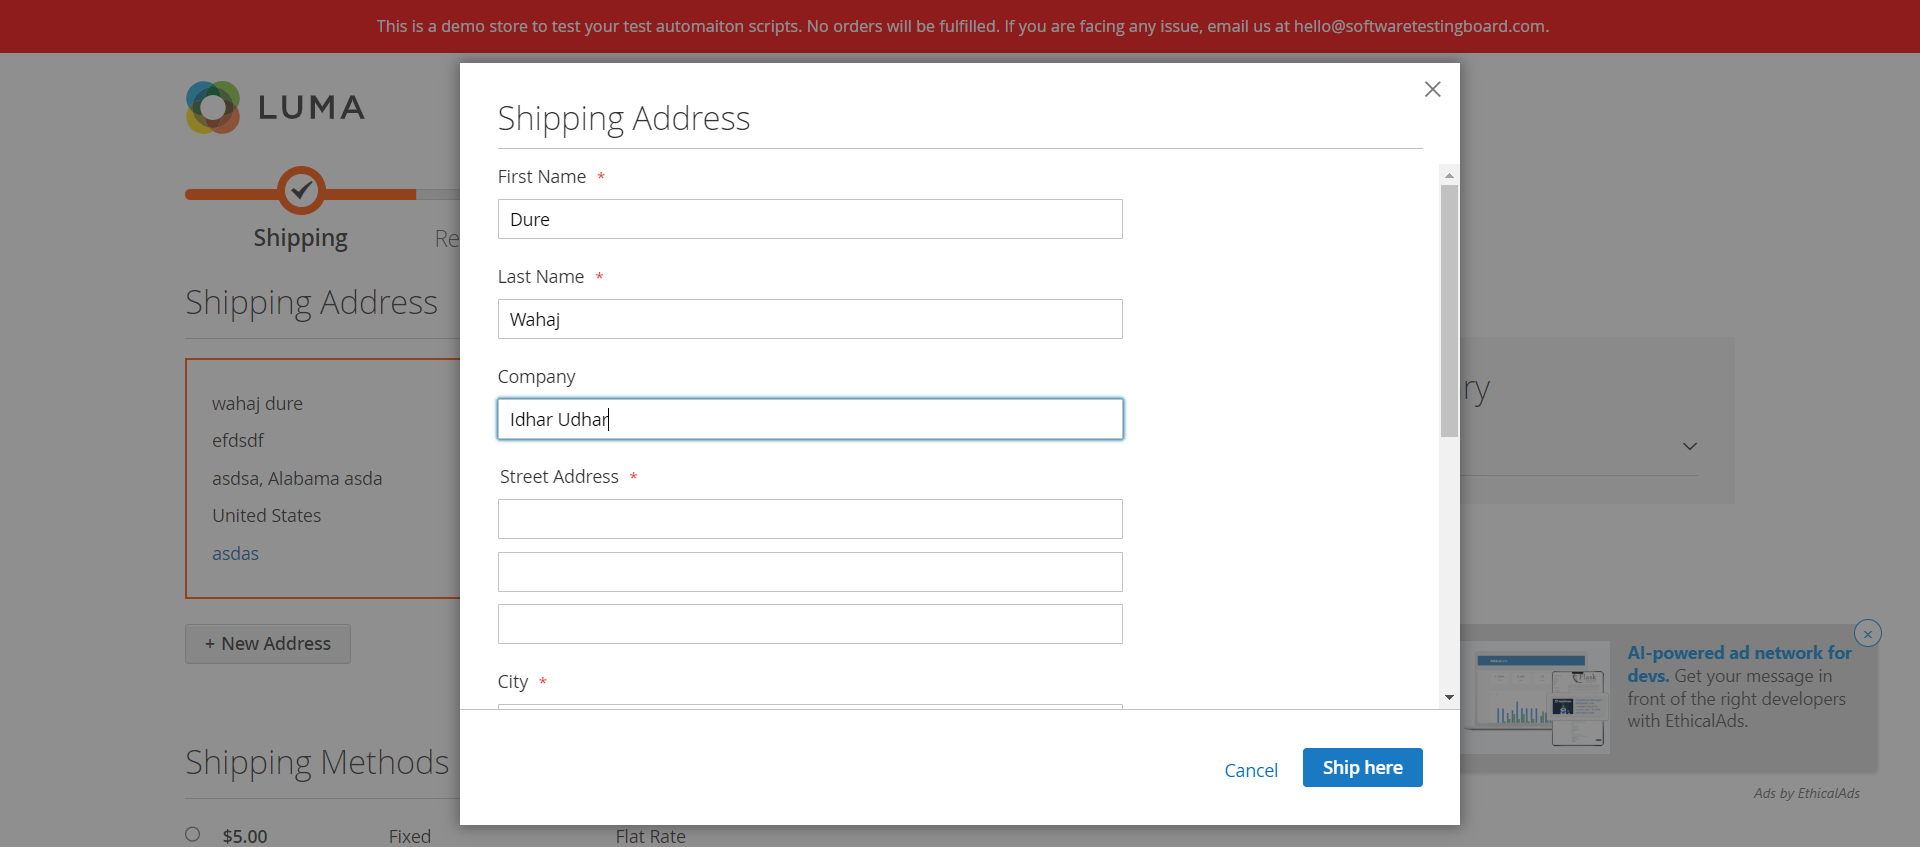 This is a demo store to test your test automaiton scripts. No orders will be fulfilled. If you are facing any issue, email us at hello@softwaretestingboard.com.
LUMA
Shipping
Re
Shipping Address
wahaj dure
efdsdf
asdsa, Alabama asda
United States
asdas
+ New Address
Shipping Methods
$5.00 Fixed Flat Rate
Shipping Address
First Name *
Dure
Last Name *
Wahaj
Company
Idhar Udhar
Street Address *
City *
Cancel
Ship here
ry
AI-powered ad network for
devs. Get your message in
front of the right developers
with EthicalAds.
Ads by EthicalAds